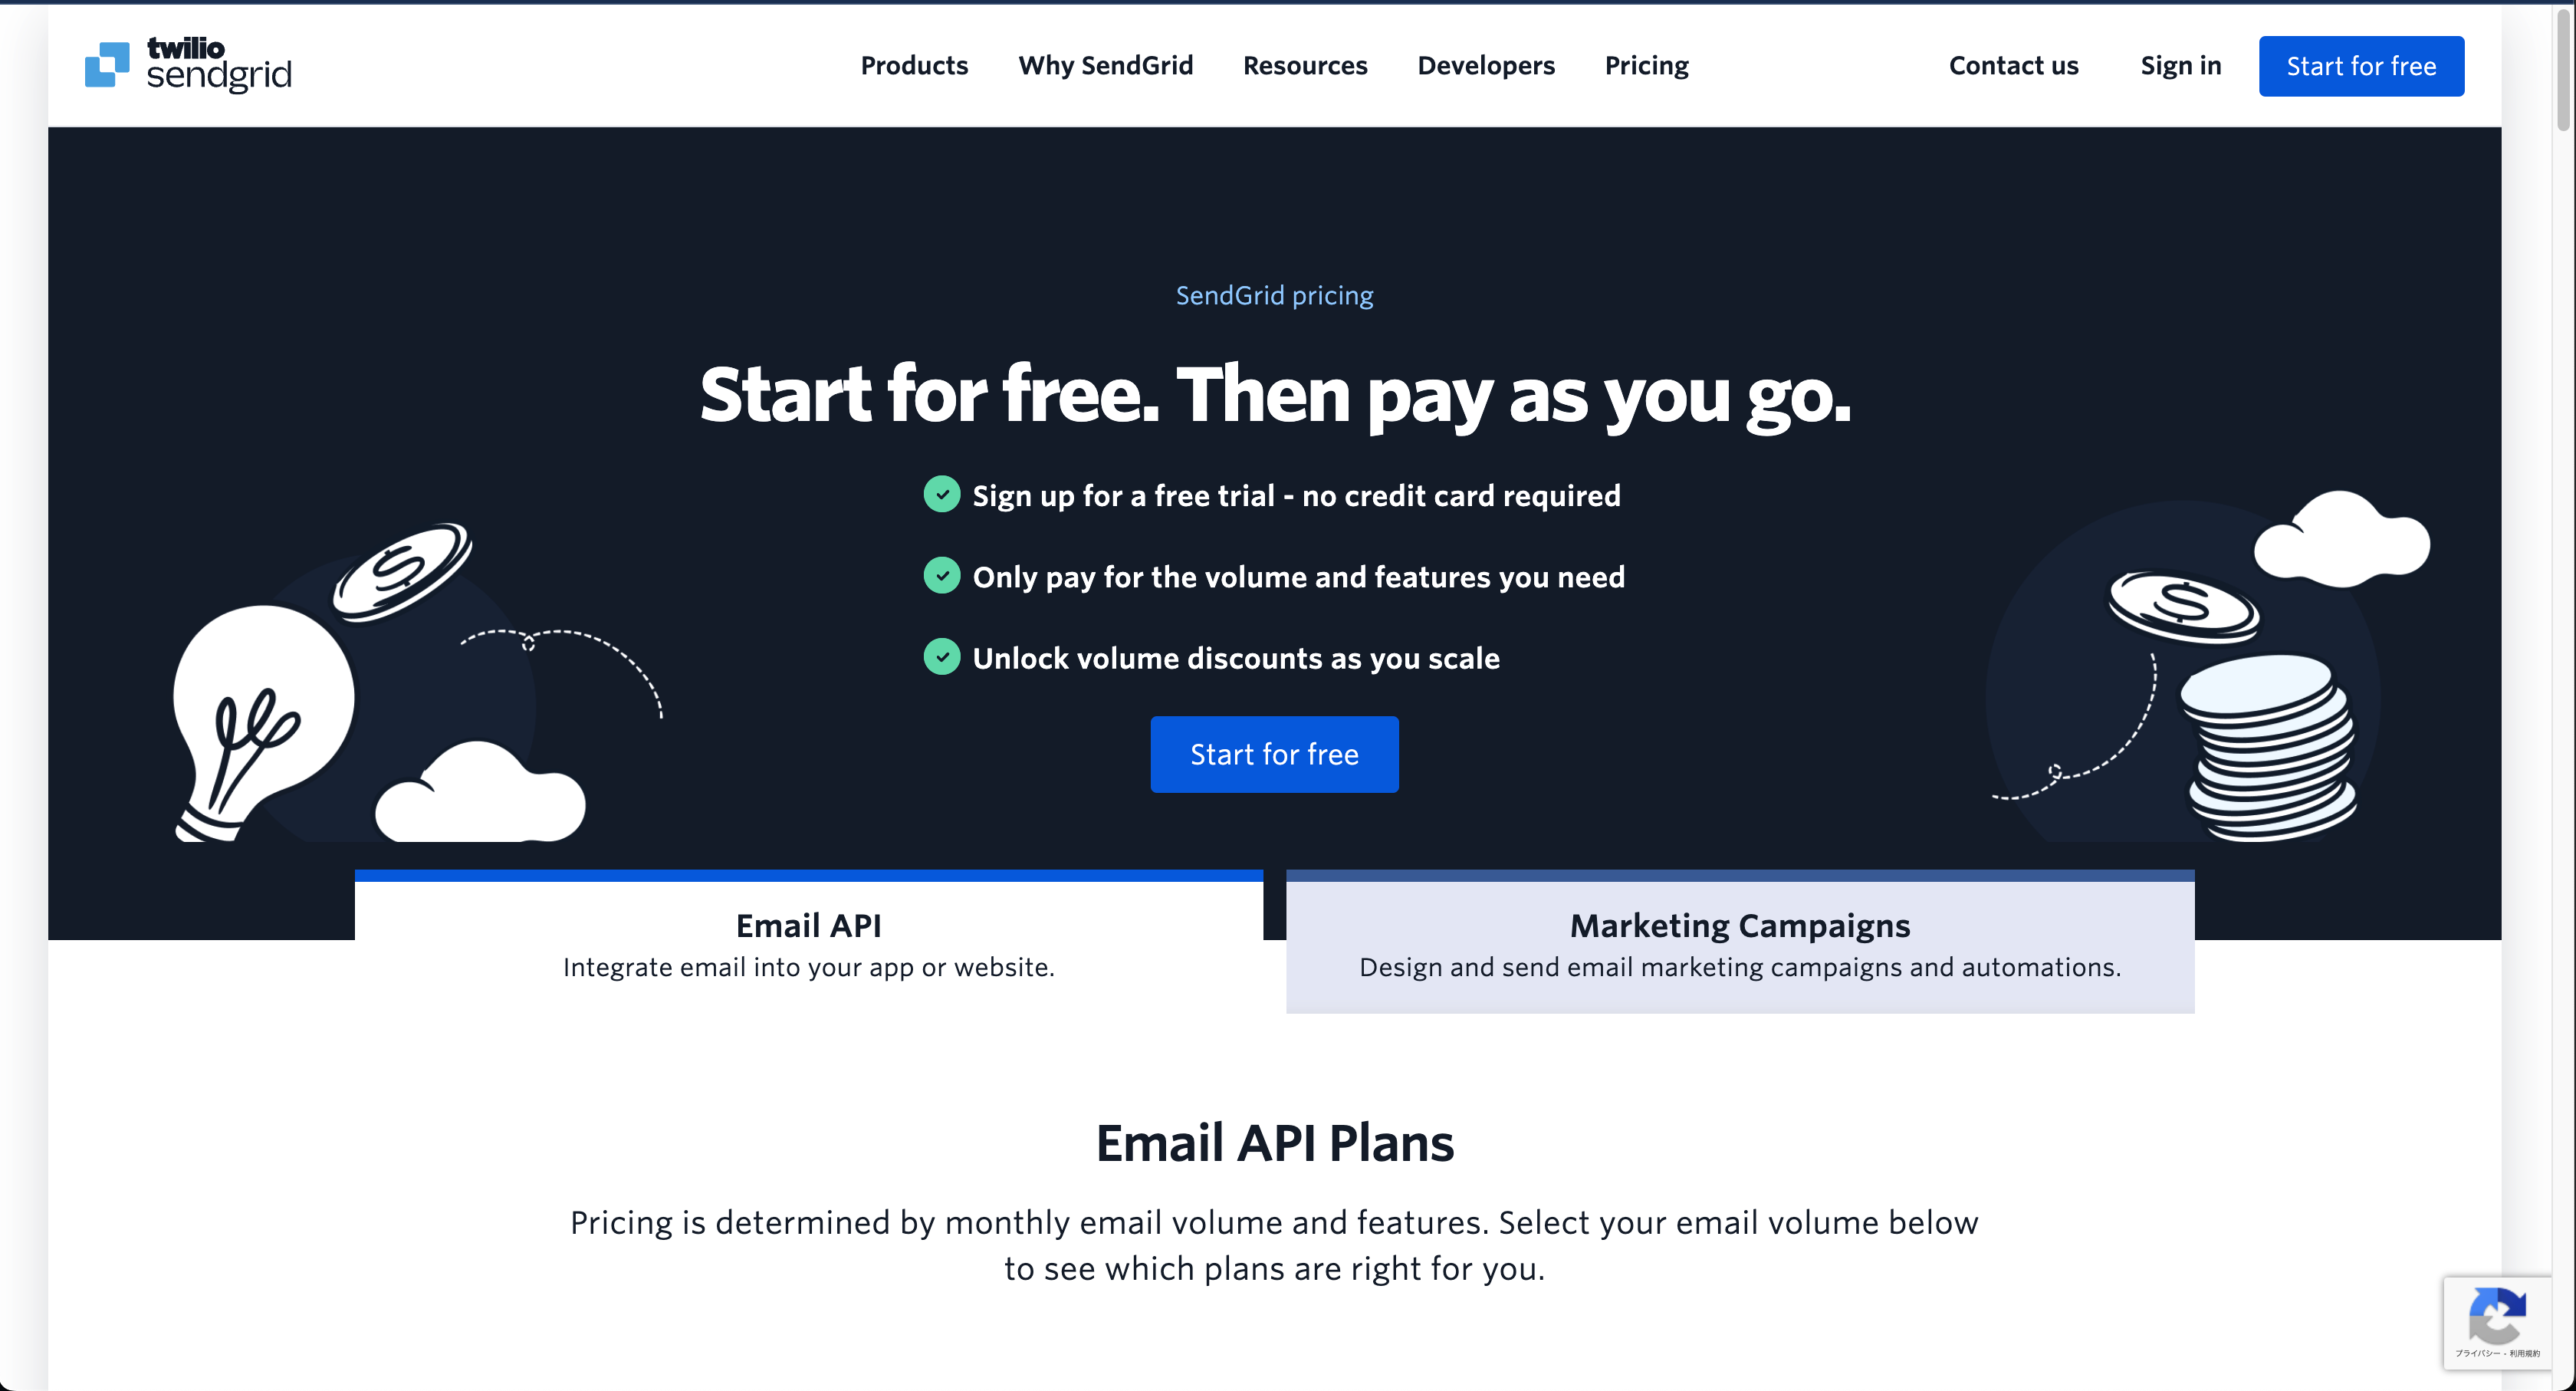 twilio
sendgrid
Products
Why SendGrid
Resources
Developers
Pricing
Contact us
Sign in
Start for free
SendGrid pricing
Start for free. Then pay as you go.
Sign up for a free trial - no credit card required
Only pay for the volume and features you need
Unlock volume discounts as you scale
Start for free
Email API
Integrate email into your app or website.
Marketing Campaigns
Design and send email marketing campaigns and automations.
Email API Plans
Pricing is determined by monthly email volume and features. Select your email volume below
to see which plans are right for you.
プライバシー - 利用規約